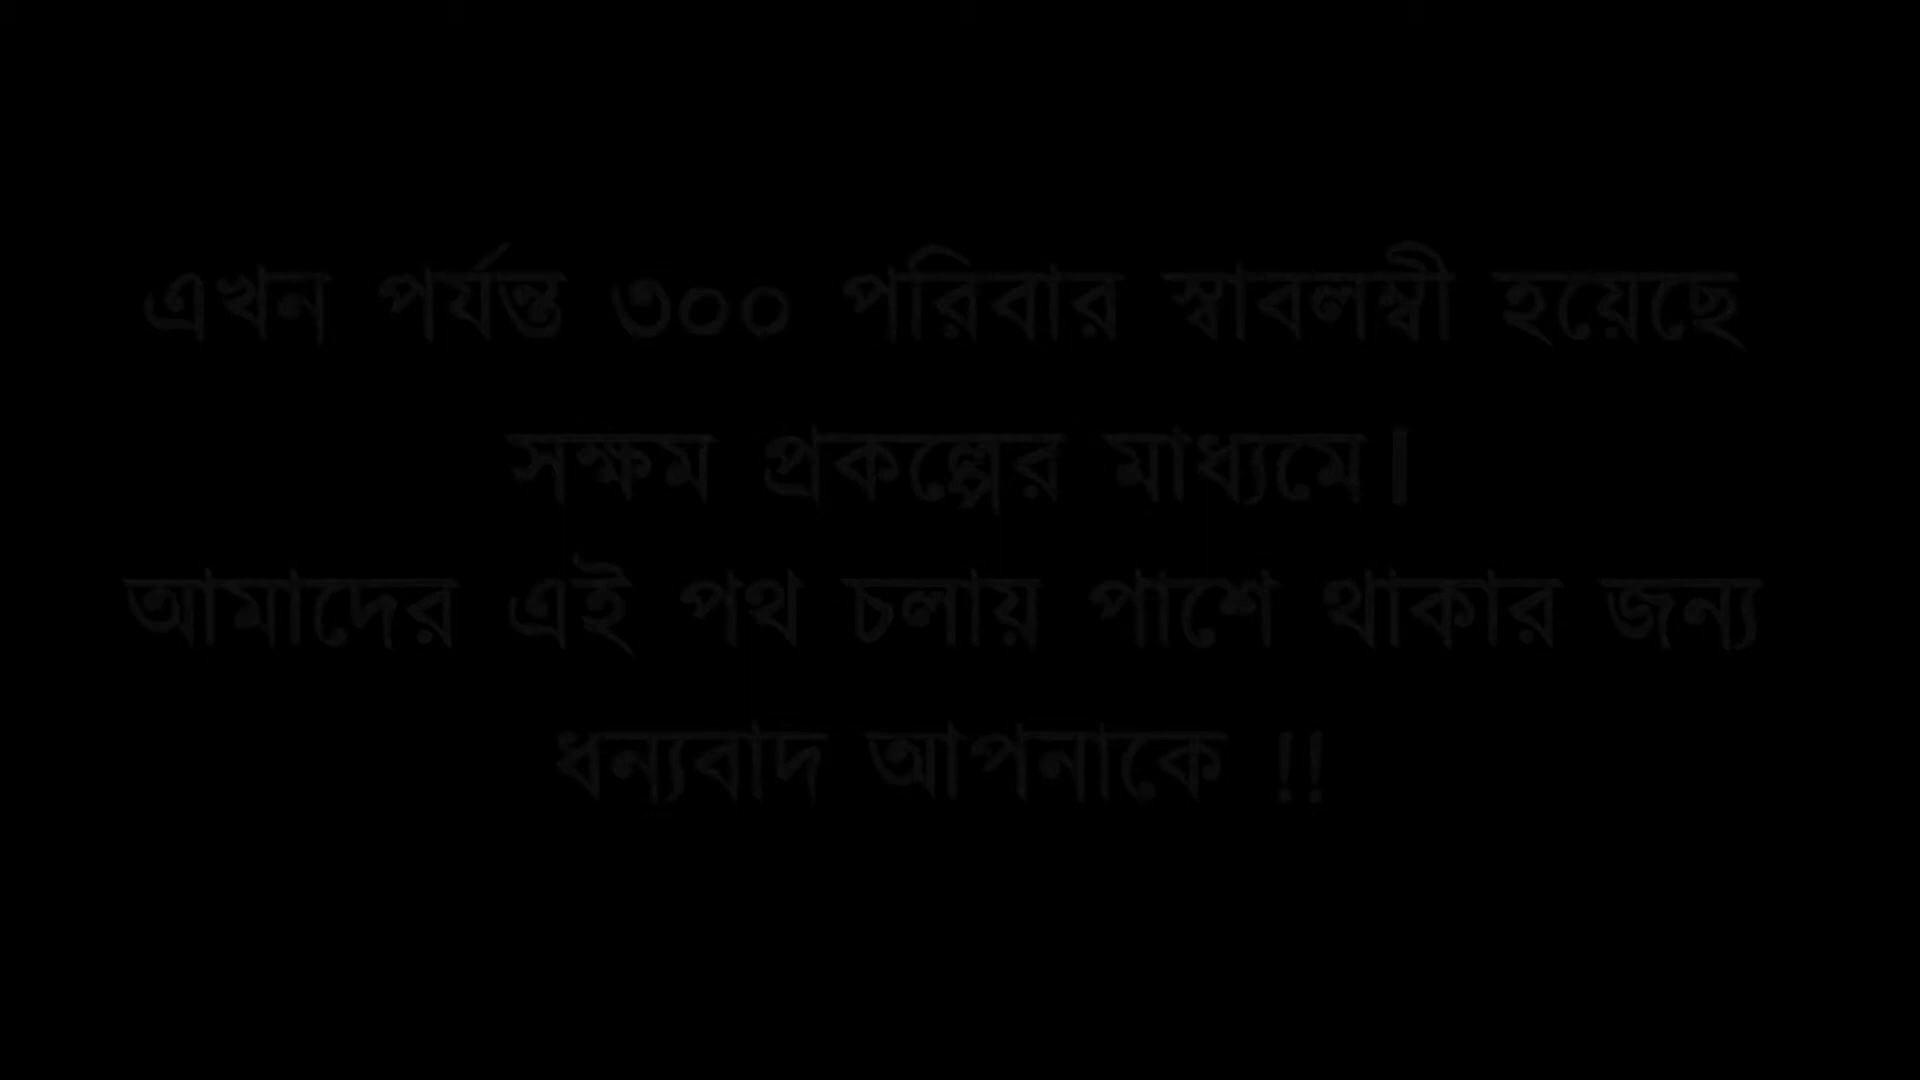 এখন পর্যন্ত ৩০০ পরিবার স্বাবলম্বী হয়েছে
সক্ষম প্রকল্পের মাধ্যমে।
আমাদের এই পথ চলায় পাশে থাকার জন্য
ধন্যবাদ আপনাকে !!